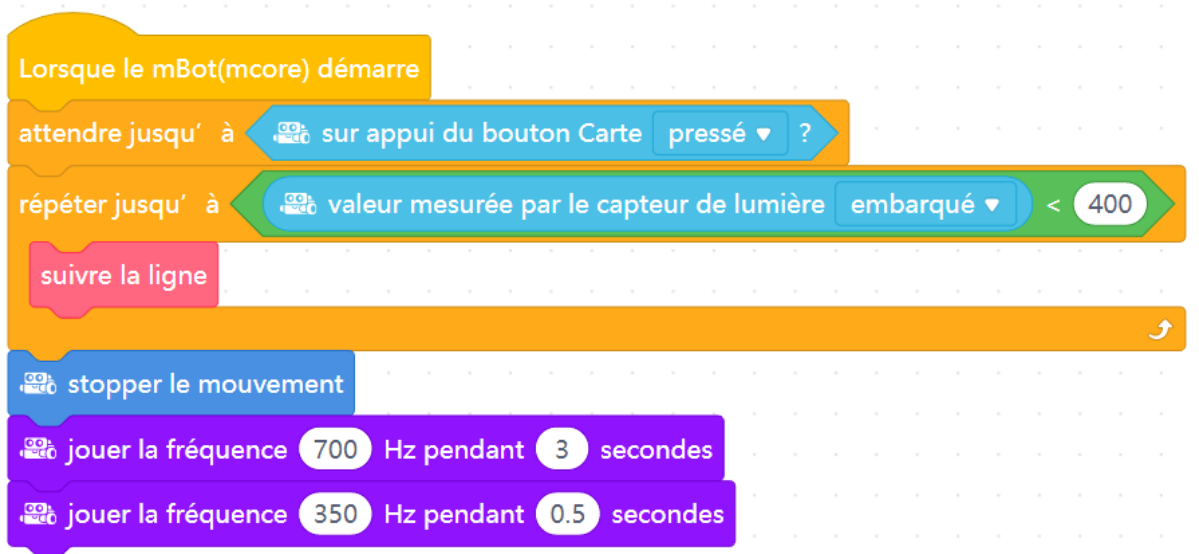 Lorsque le mBot(mcore) démarre
attendre jusqu’ à sur appui du bouton Carte pressé ▼ ?
répéter jusqu’ à valeur mesurée par le capteur de lumière embarqué ▼ < 400
suivre la ligne
stopper le mouvement
jouer la fréquence 700 Hz pendant 3 secondes
jouer la fréquence 350 Hz pendant 0.5 secondes